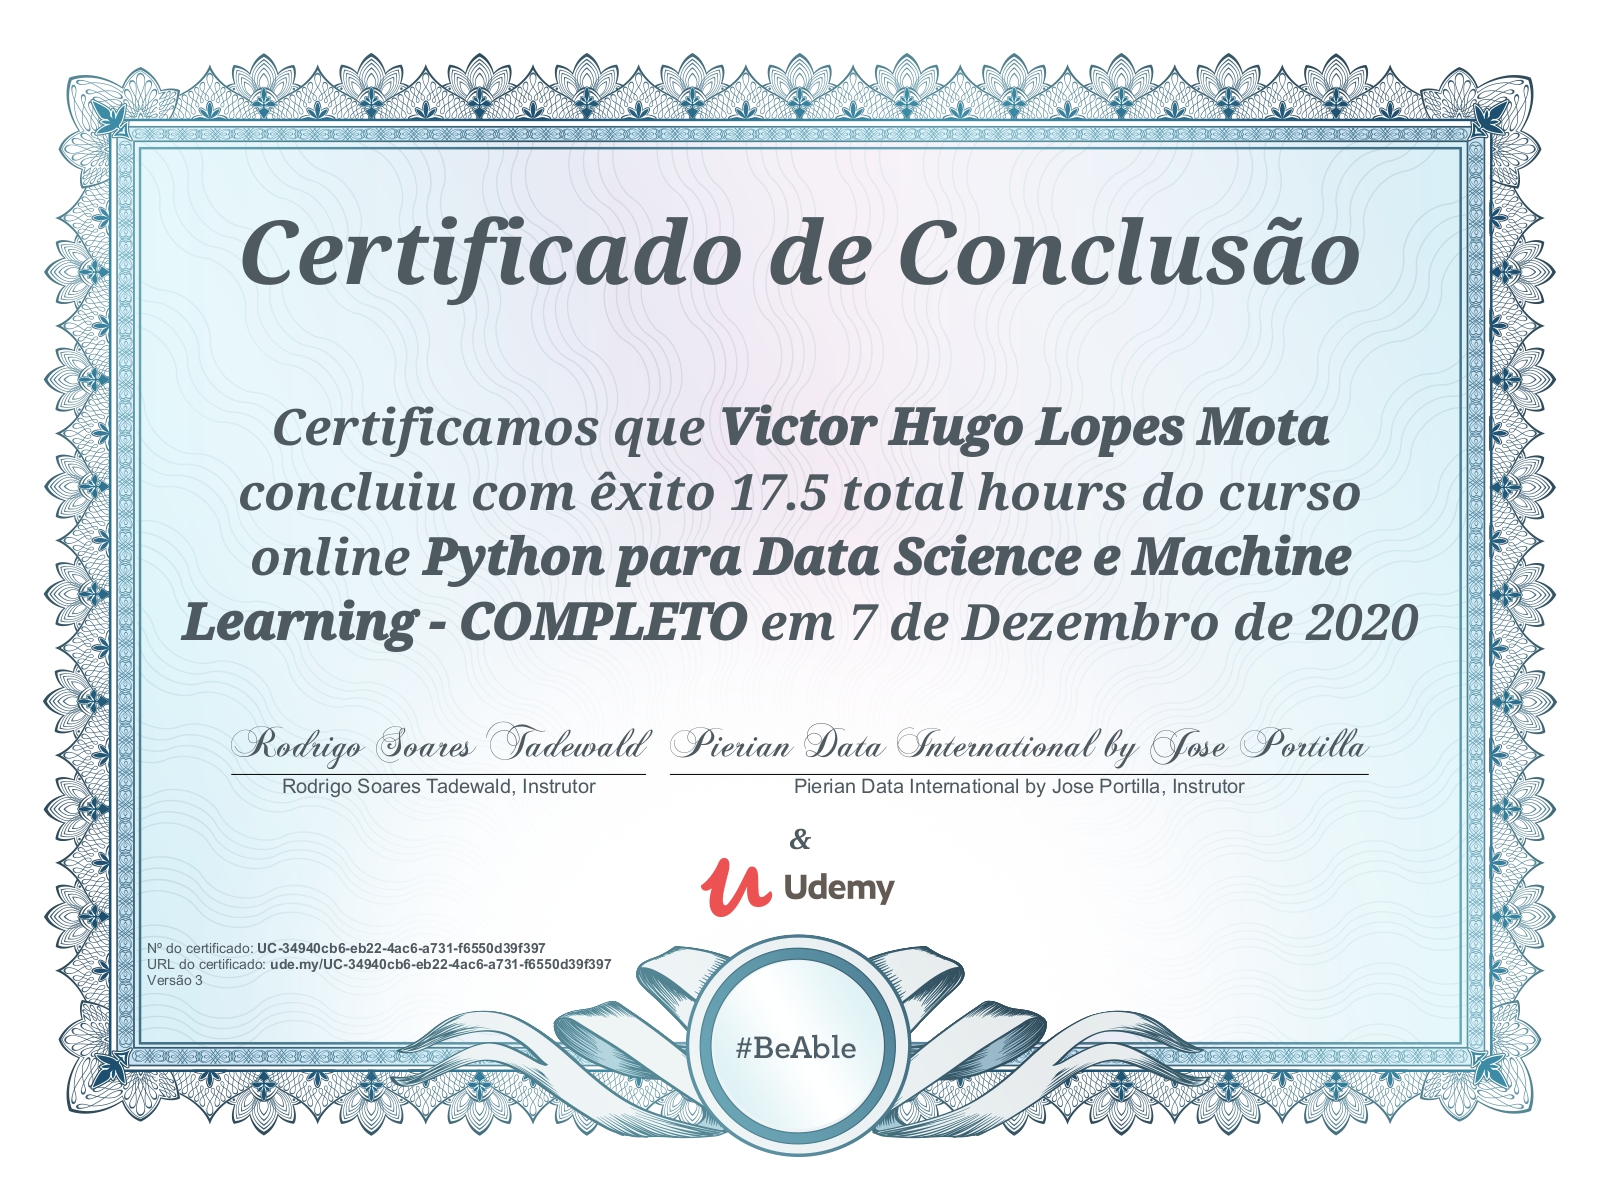 Certificado de Conclusão
Certificamos que Victor Hugo Lopes Mota
concluiu com êxito 17.5 total hours do curso
online Python para Data Science e Machine
Learning - COMPLETO em 7 de Dezembro de 2020
Rodrigo Soares Tadewald Pierian Data International by Jose Portilla
Rodrigo Soares Tadewald, Instrutor Pierian Data International by Jose Portilla, Instrutor
&
Udemy
Nº do certificado: UC-34940cb6-eb22-4ac6-a731-f6550d39f397
URL do certificado: ude.my/UC-34940cb6-eb22-4ac6-a731-f6550d39f397
Versão 3
#BeAble